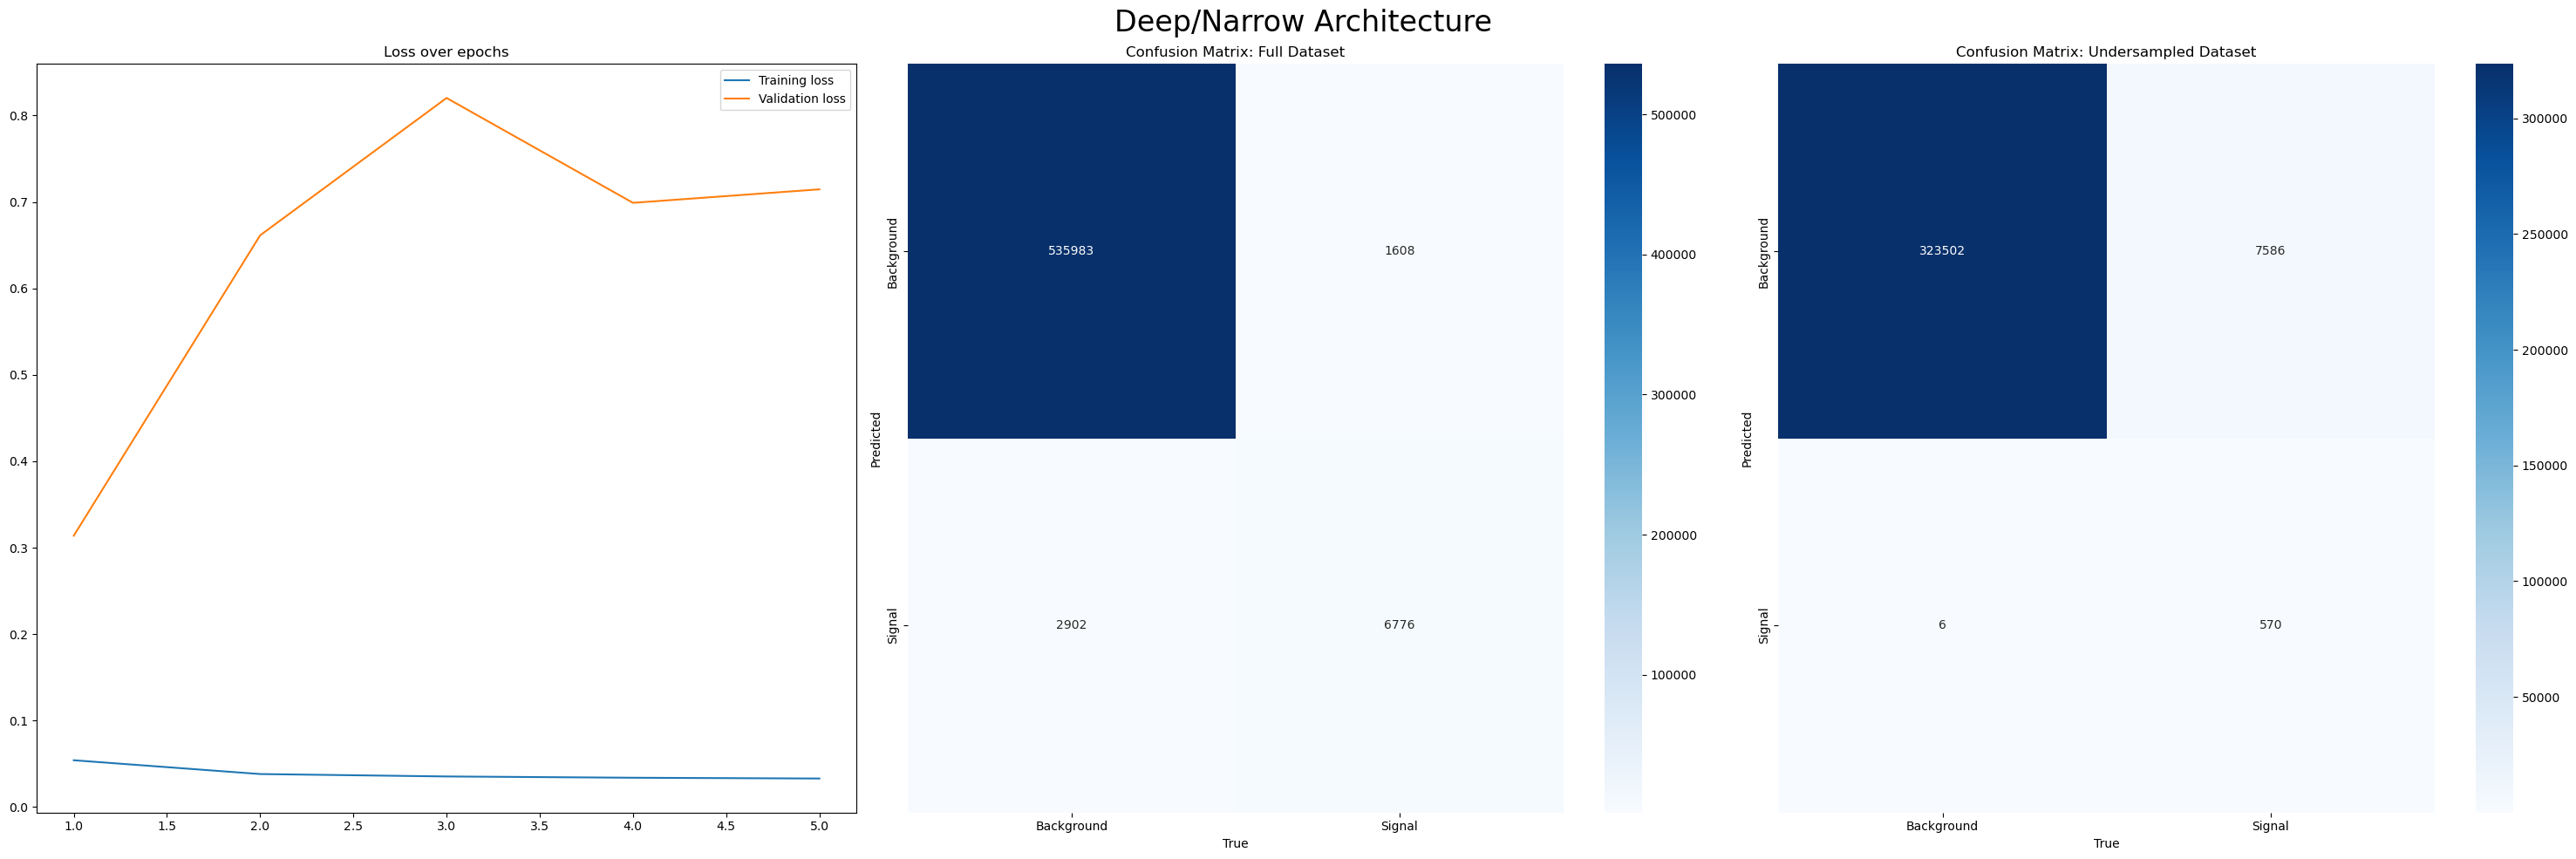 Deep/Narrow Architecture
Loss over epochs
Training loss
Validation loss
0.8
0.7
0.6
0.5
0.4
0.3
0.2
0.1
0.0
1.0 1.5 2.0 2.5 3.0 3.5 4.0 4.5 5.0
Confusion Matrix: Full Dataset
Predicted
Background
Signal
535983 1608
2902 6776
Background Signal
True
500000
400000
300000
200000
100000
Confusion Matrix: Undersampled Dataset
Predicted
Background
Signal
323502 7586
6 570
Background Signal
True
300000
250000
200000
150000
100000
50000